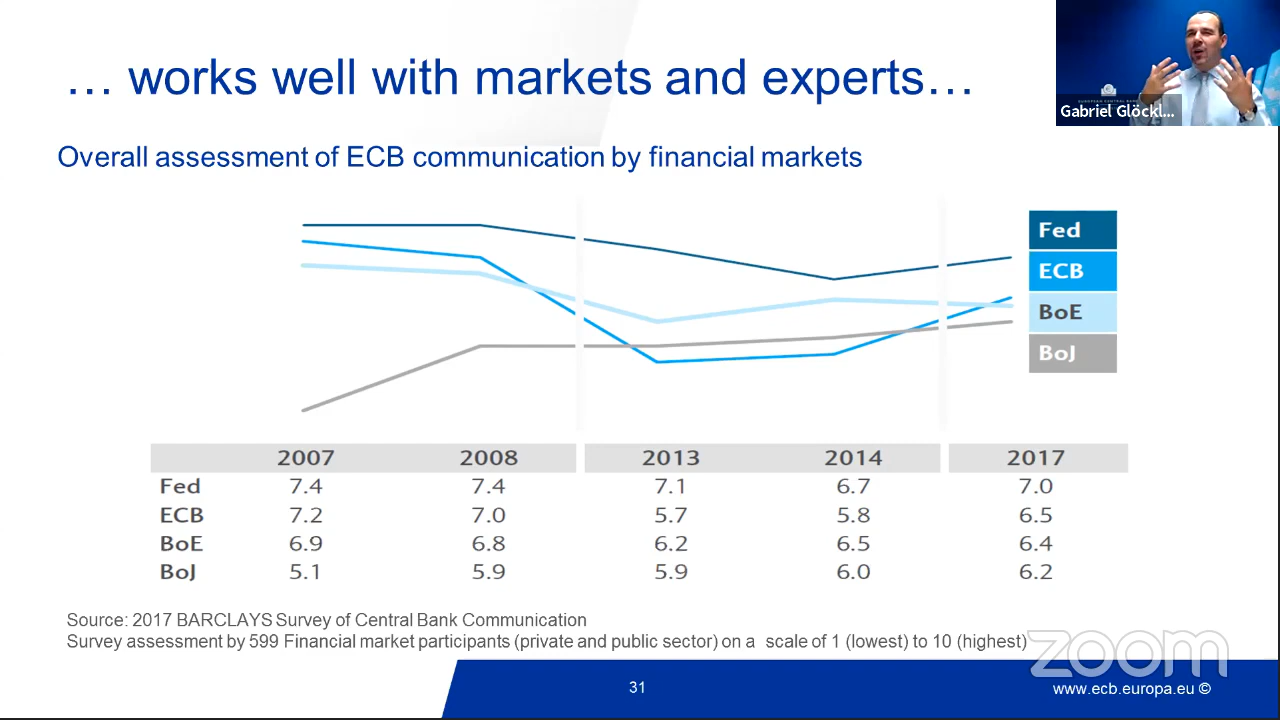 … works well with markets and experts…
Gabriel Glöckl...
Overall assessment of ECB communication by financial markets
Fed
ECB
BoE
BoJ
2007 2008 2013 2014 2017
Fed 7.4 7.4 7.1 6.7 7.0
ECB 7.2 7.0 5.7 5.8 6.5
BoE 6.9 6.8 6.2 6.5 6.4
BoJ 5.1 5.9 5.9 6.0 6.2
Source: 2017 BARCLAYS Survey of Central Bank Communication
Survey assessment by 599 Financial market participants (private and public sector) on a scale of 1 (lowest) to 10 (highest)
zoom
31
www.ecb.europa.eu ©